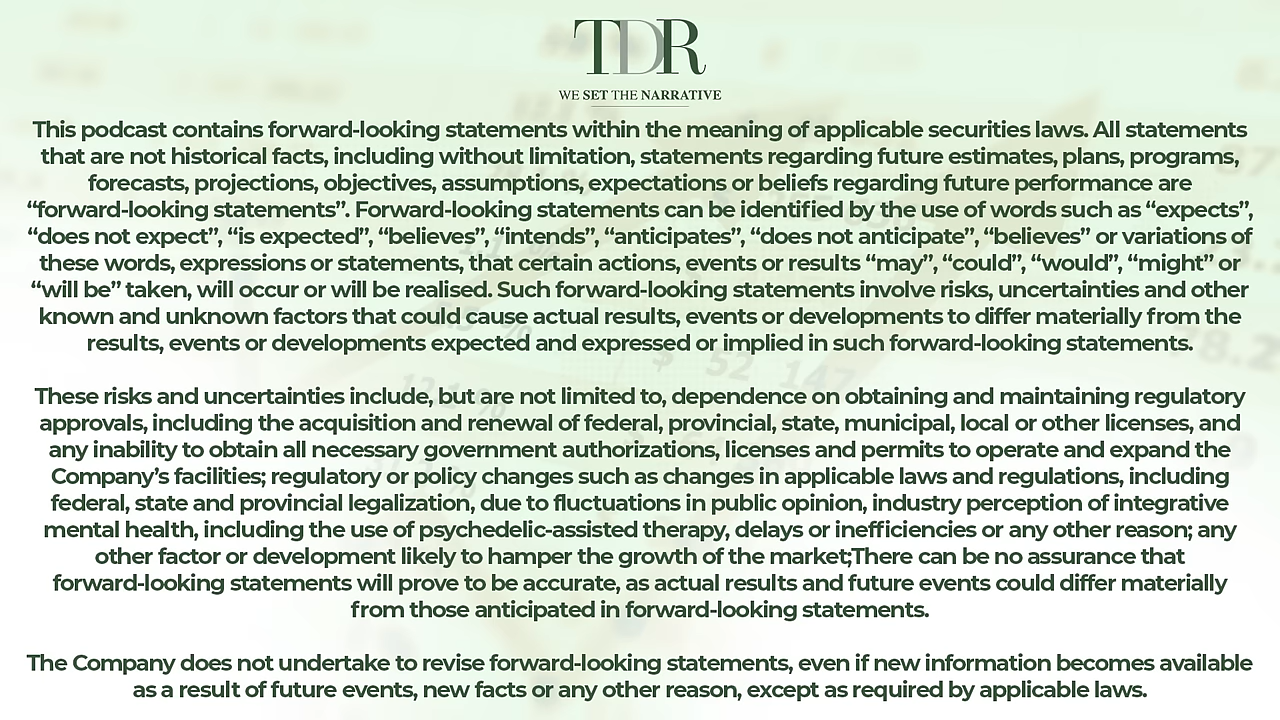 TDR
WE SET THE NARRATIVE
This podcast contains forward-looking statements within the meaning of applicable securities laws. All statements
that are not historical facts, including without limitation, statements regarding future estimates, plans, programs,
forecasts, projections, objectives, assumptions, expectations or beliefs regarding future performance are
“forward-looking statements”. Forward-looking statements can be identified by the use of words such as “expects”,
“does not expect”, “is expected”, “believes”, “intends”, “anticipates”, “does not anticipate”, “believes” or variations of
these words, expressions or statements, that certain actions, events or results “may”, “could”, “would”, “might” or
“will be” taken, will occur or will be realised. Such forward-looking statements involve risks, uncertainties and other
known and unknown factors that could cause actual results, events or developments to differ materially from the
results, events or developments expected and expressed or implied in such forward-looking statements.
These risks and uncertainties include, but are not limited to, dependence on obtaining and maintaining regulatory
approvals, including the acquisition and renewal of federal, provincial, state, municipal, local or other licenses, and
any inability to obtain all necessary government authorizations, licenses and permits to operate and expand the
Company’s facilities; regulatory or policy changes such as changes in applicable laws and regulations, including
federal, state and provincial legalization, due to fluctuations in public opinion, industry perception of integrative
mental health, including the use of psychedelic-assisted therapy, delays or inefficiencies or any other reason; any
other factor or development likely to hamper the growth of the market;There can be no assurance that
forward-looking statements will prove to be accurate, as actual results and future events could differ materially
from those anticipated in forward-looking statements.
The Company does not undertake to revise forward-looking statements, even if new information becomes available
as a result of future events, new facts or any other reason, except as required by applicable laws.